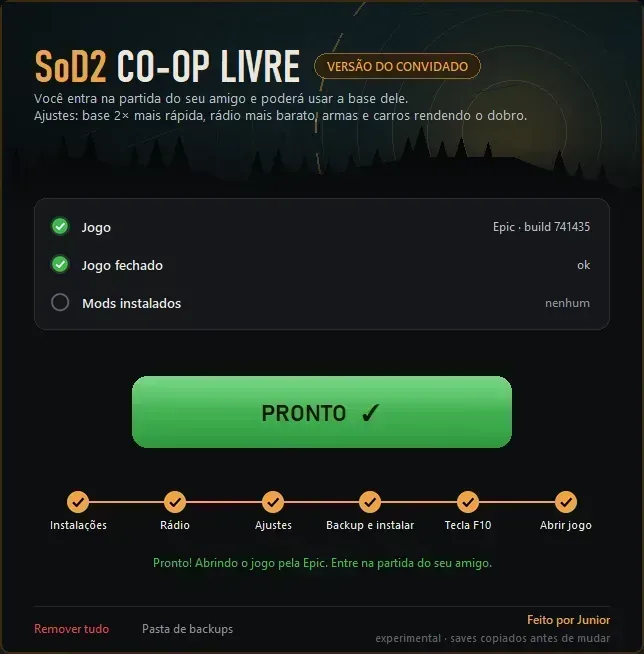 SoD2 CO-OP LIVRE VERSÃO DO CONVIDADO
Você entra na partida do seu amigo e poderá usar a base dele.
Ajustes: base 2× mais rápida, rádio mais barato, armas e carros rendendo o dobro.
Jogo Epic · build 741435
Jogo fechado ok
Mods instalados nenhum
PRONTO ✓
Instalações Rádio Ajustes Backup e instalar Tecla F10 Abrir jogo
Pronto! Abrindo o jogo pela Epic. Entre na partida do seu amigo.
Feito por Junior
Remover tudo Pasta de backups
experimental · saves copiados antes de mudar